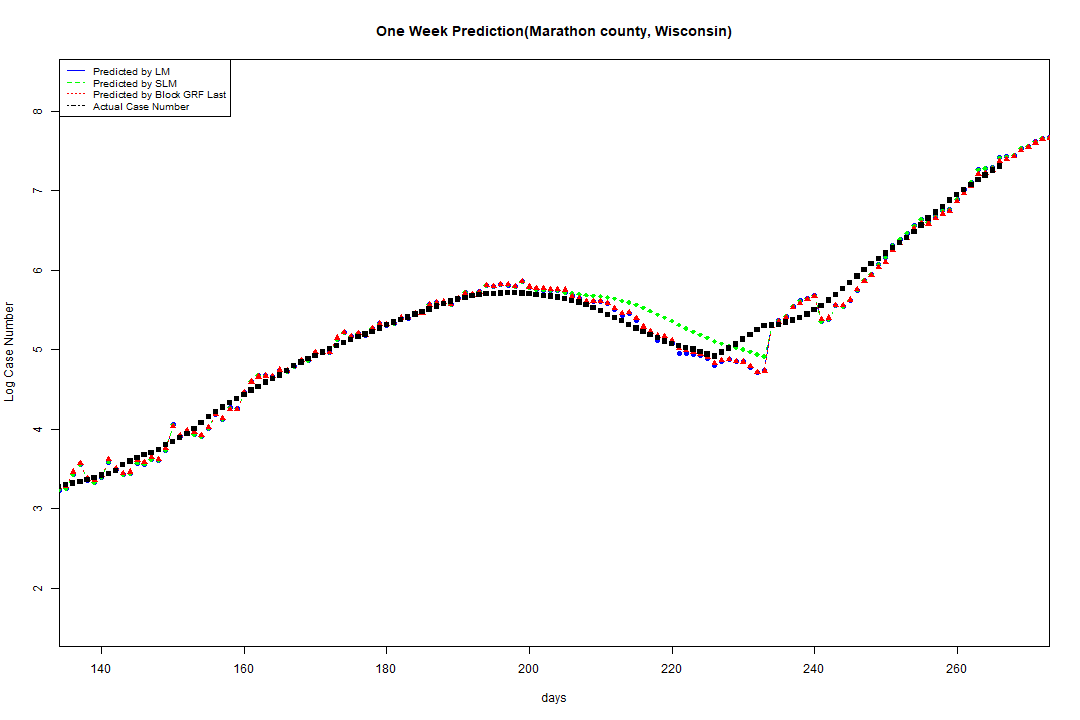 One Week Prediction(Marathon county, Wisconsin)
Predicted by LM
Predicted by SLM
Predicted by Block GRF Last
Actual Case Number
8
7
6
5
4
3
2
Log Case Number
140 160 180 200 220 240 260
days